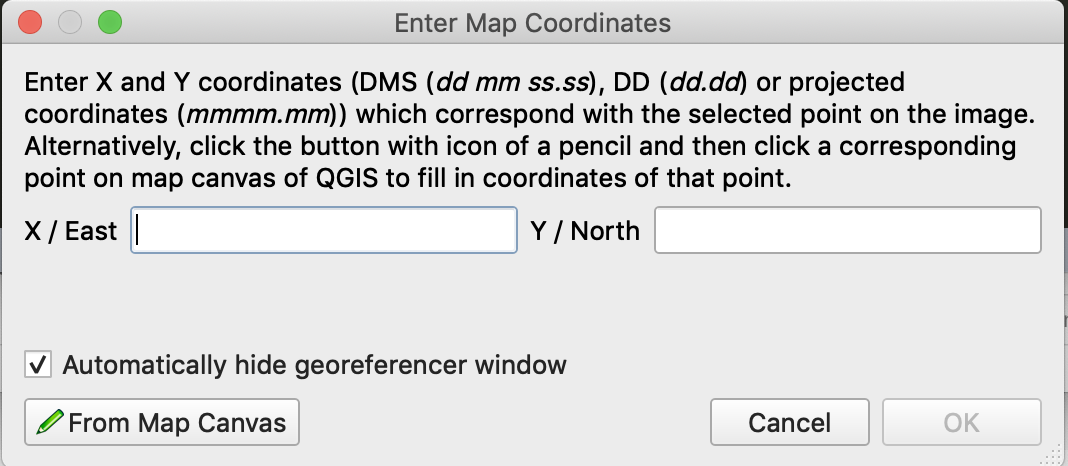 Enter Map Coordinates
Enter X and Y coordinates (DMS (dd mm ss.ss), DD (dd.dd) or projected
coordinates (mmmm.mm)) which correspond with the selected point on the image.
Alternatively, click the button with icon of a pencil and then click a corresponding
point on map canvas of QGIS to fill in coordinates of that point.
X / East Y / North
Automatically hide georeferencer window
From Map Canvas Cancel OK